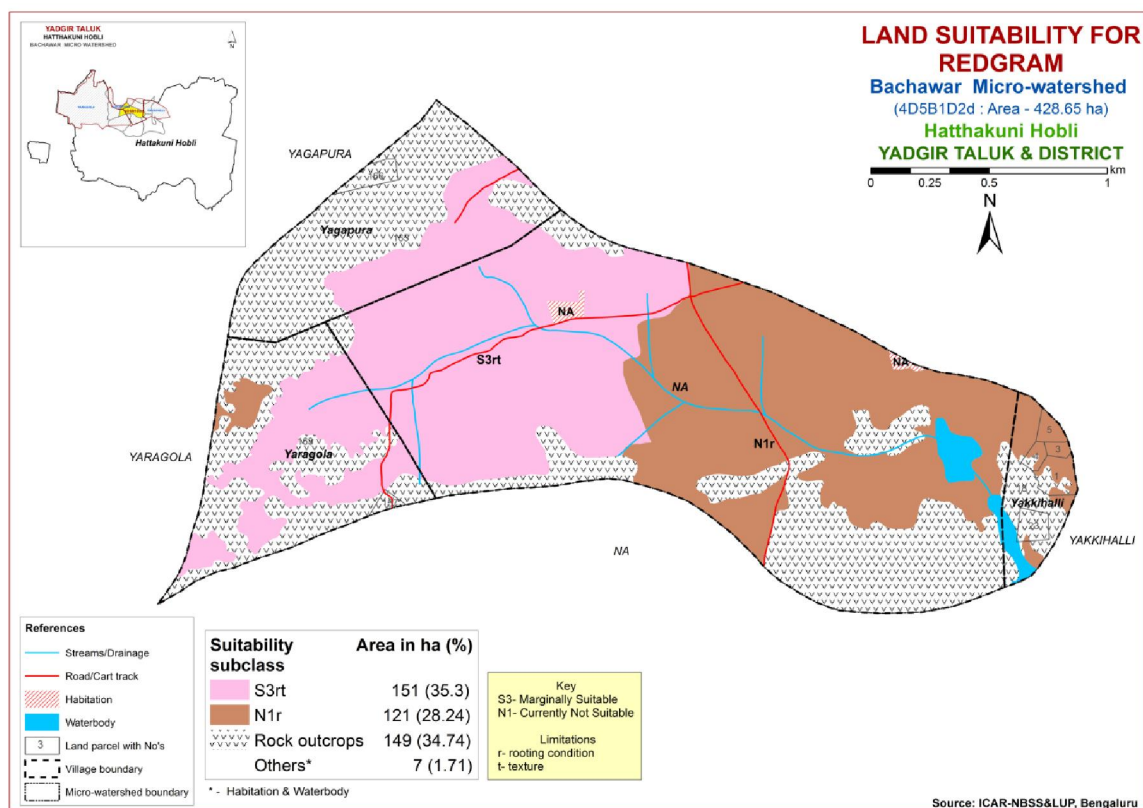 YADGIR TALUK
HATTHAKUNI HOBLI
BACHAWAR MICRO-WATERSHED
N
Hattakuni Hobli
LAND SUITABILITY FOR
REDGRAM
Bachawar Micro-watershed
(4D5B1D2d : Area - 428.65 ha)
Hatthakuni Hobli
YADGIR TALUK & DISTRICT
km
0 0.25 0.5 1
N
YAGAPURA
Yagapura
NA
S3rt
NA
NA
YARAGOLA
Yaragola
N1r
5
3
1
Yakkihalli
YAKKIHALLI
NA
References
Streams/Drainage
Road/Cart track
Habitation
Waterbody
3 Land parcel with No's
Village boundary
Micro-watershed boundary
Suitability subclass Area in ha (%)
S3rt 151 (35.3)
N1r 121 (28.24)
Rock outcrops 149 (34.74)
Others* 7 (1.71)
* - Habitation & Waterbody
Key
S3- Marginally Suitable
N1- Currently Not Suitable
Limitations
r- rooting condition
t- texture
Source: ICAR-NBSS&LUP, Bengaluru